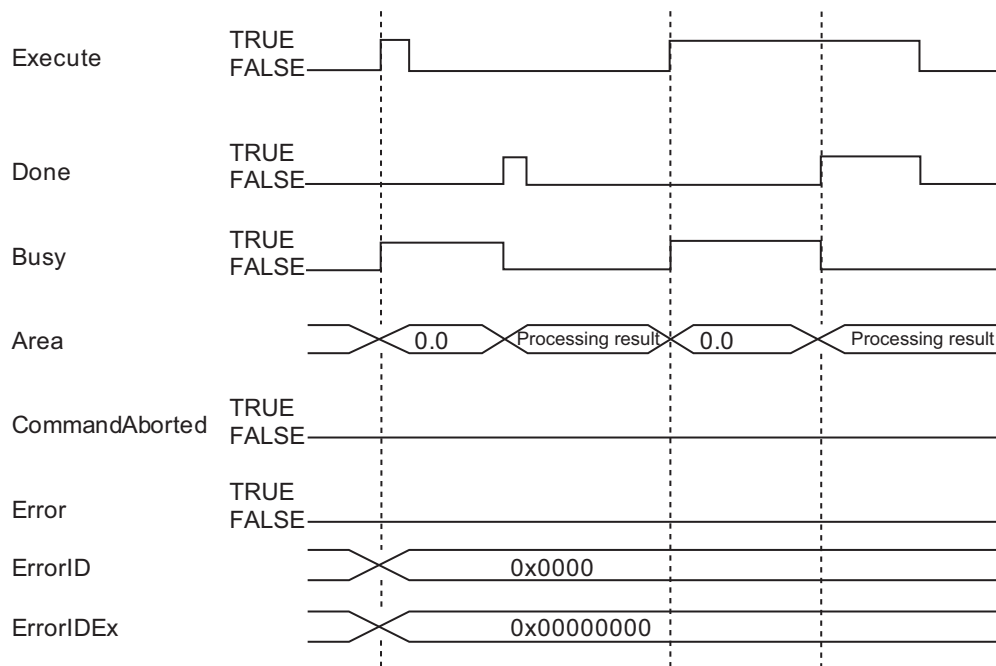 Execute
TRUE
FALSE
Done
TRUE
FALSE
Busy
TRUE
FALSE
Area
0.0
Processing result
0.0
Processing result
CommandAborted
TRUE
FALSE
Error
TRUE
FALSE
ErrorID
0x0000
ErrorIDEx
0x00000000